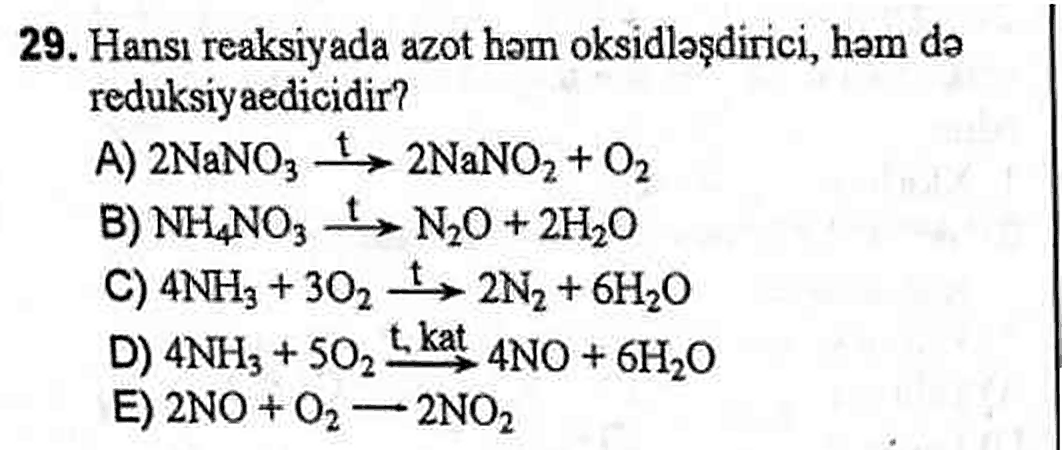 29. Hansı reaksiyada azot həm oksidləşdirici, həm də
reduksiyaedicidir?
A) 2NaNO₃ —t→ 2NaNO₂ + O₂
B) NH₄NO₃ —t→ N₂O + 2H₂O
C) 4NH₃ + 3O₂ —t→ 2N₂ + 6H₂O
D) 4NH₃ + 5O₂ —t, kat→ 4NO + 6H₂O
E) 2NO + O₂ — 2NO₂